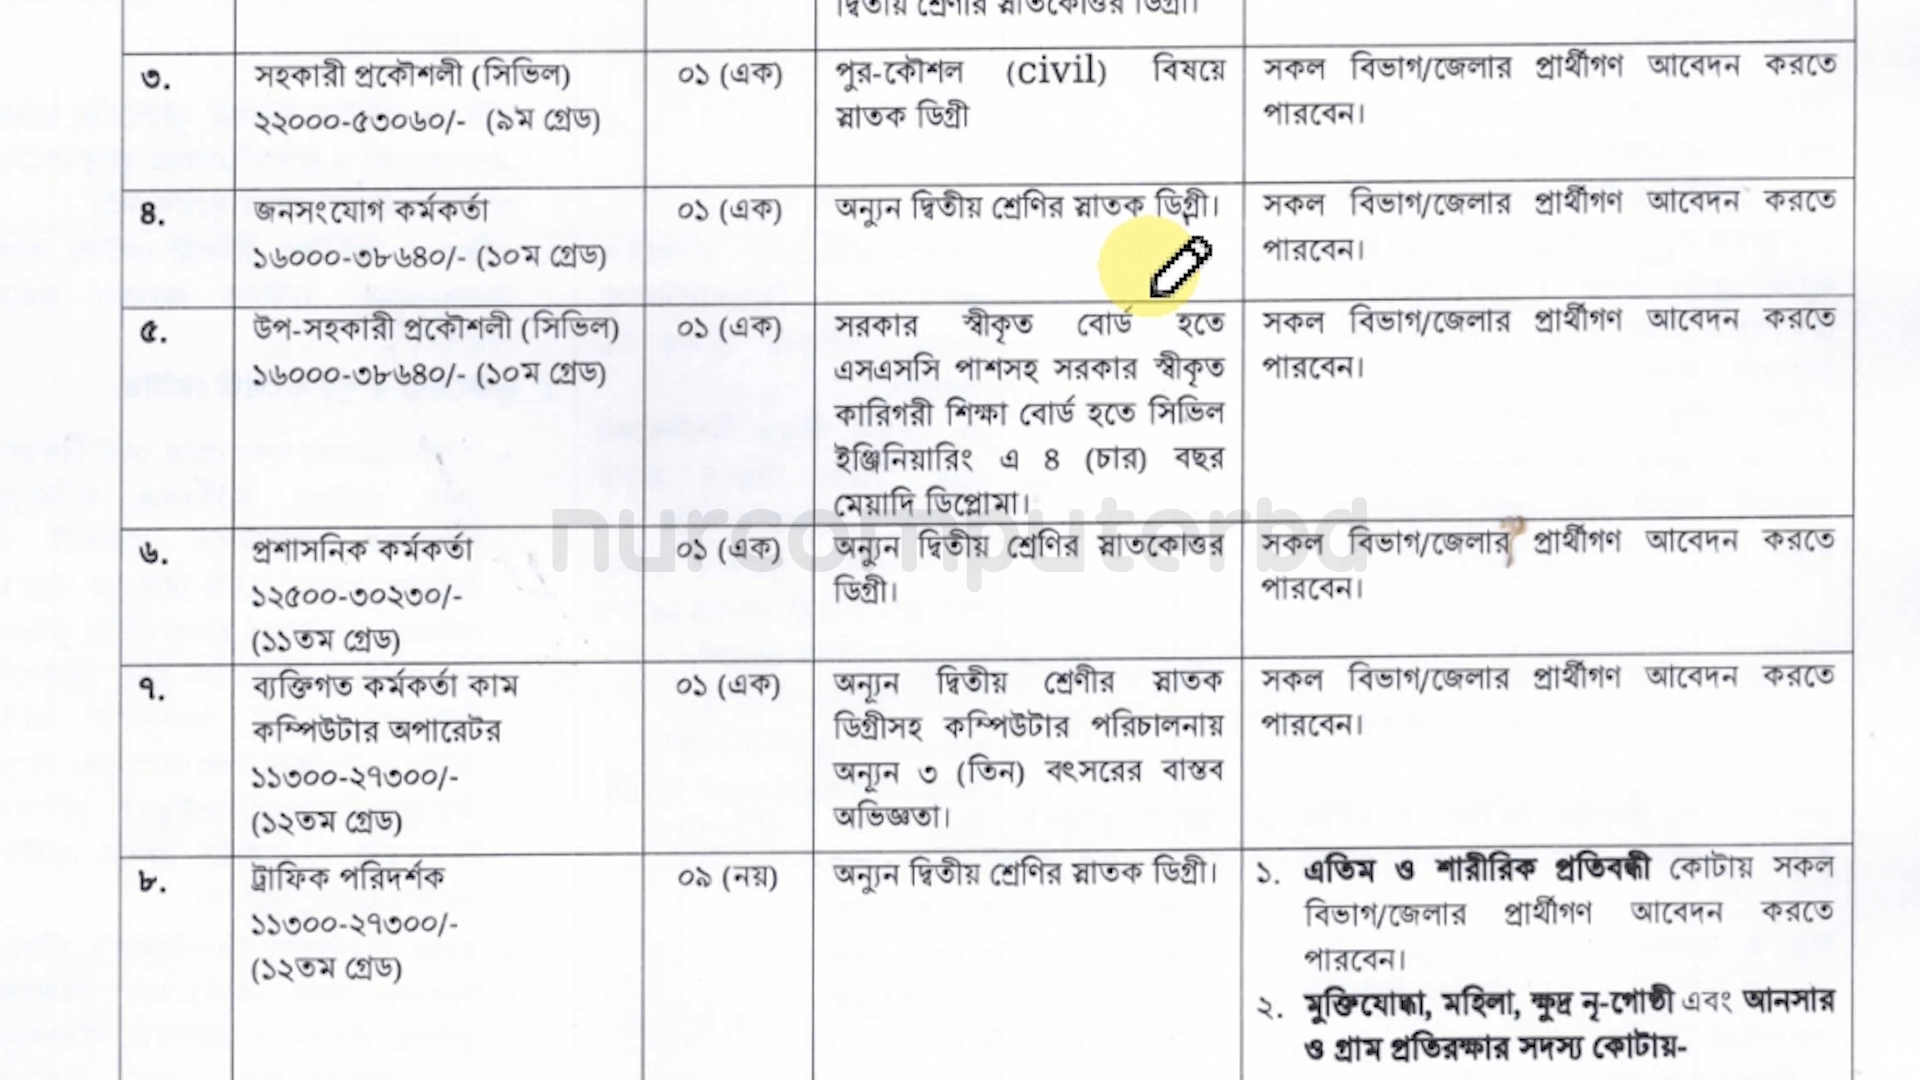 দ্বিতীয় শ্রেণির স্নাতকোত্তর ডিগ্রী।
৩.
সহকারী প্রকৌশলী (সিভিল)
২২০০০-৫৩০৬০/- (৯ম গ্রেড)
০১ (এক)
পুর-কৌশল (civil) বিষয়ে
স্নাতক ডিগ্রী
সকল বিভাগ/জেলার প্রার্থীগণ আবেদন করতে
পারবেন।
৪.
জনসংযোগ কর্মকর্তা
১৬০০০-৩৮৬৪০/- (১০ম গ্রেড)
০১ (এক)
অন্যুন দ্বিতীয় শ্রেণির স্নাতক ডিগ্রী।
সকল বিভাগ/জেলার প্রার্থীগণ আবেদন করতে
পারবেন।
৫.
উপ-সহকারী প্রকৌশলী (সিভিল)
১৬০০০-৩৮৬৪০/- (১০ম গ্রেড)
০১ (এক)
সরকার স্বীকৃত বোর্ড হতে
এসএসসি পাশসহ সরকার স্বীকৃত
কারিগরী শিক্ষা বোর্ড হতে সিভিল
ইঞ্জিনিয়ারিং এ ৪ (চার) বছর
মেয়াদি ডিপ্লোমা।
সকল বিভাগ/জেলার প্রার্থীগণ আবেদন করতে
পারবেন।
nurcomputerbd
৬.
প্রশাসনিক কর্মকর্তা
১২৫০০-৩০২৩০/-
(১১তম গ্রেড)
০১ (এক)
অন্যুন দ্বিতীয় শ্রেণির স্নাতকোত্তর
ডিগ্রী।
সকল বিভাগ/জেলার প্রার্থীগণ আবেদন করতে
পারবেন।
৭.
ব্যক্তিগত কর্মকর্তা কাম
কম্পিউটার অপারেটর
১১৩০০-২৭৩০০/-
(১২তম গ্রেড)
০১ (এক)
অন্যূন দ্বিতীয় শ্রেণীর স্নাতক
ডিগ্রীসহ কম্পিউটার পরিচালনায়
অন্যূন ৩ (তিন) বৎসরের বাস্তব
অভিজ্ঞতা।
সকল বিভাগ/জেলার প্রার্থীগণ আবেদন করতে
পারবেন।
৮.
ট্রাফিক পরিদর্শক
১১৩০০-২৭৩০০/-
(১২তম গ্রেড)
০৯ (নয়)
অন্যুন দ্বিতীয় শ্রেণির স্নাতক ডিগ্রী।
১. এতিম ও শারীরিক প্রতিবন্ধী কোটায় সকল
বিভাগ/জেলার প্রার্থীগণ আবেদন করতে
পারবেন।
২. মুক্তিযোদ্ধা, মহিলা, ক্ষুদ্র নৃ-গোষ্ঠী এবং আনসার
ও গ্রাম প্রতিরক্ষার সদস্য কোটায়-